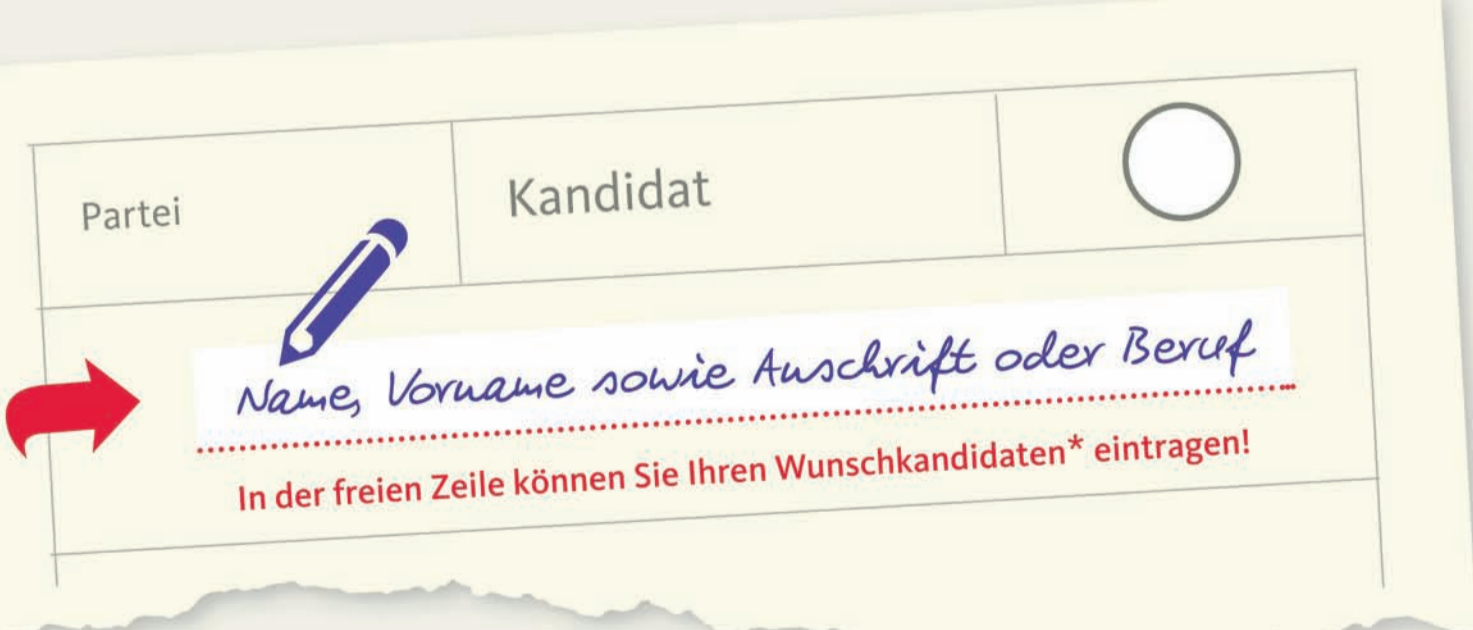 Partei
Kandidat
Name, Vorname sowie Anschrift oder Beruf
In der freien Zeile können Sie Ihren Wunschkandidaten* eintragen!